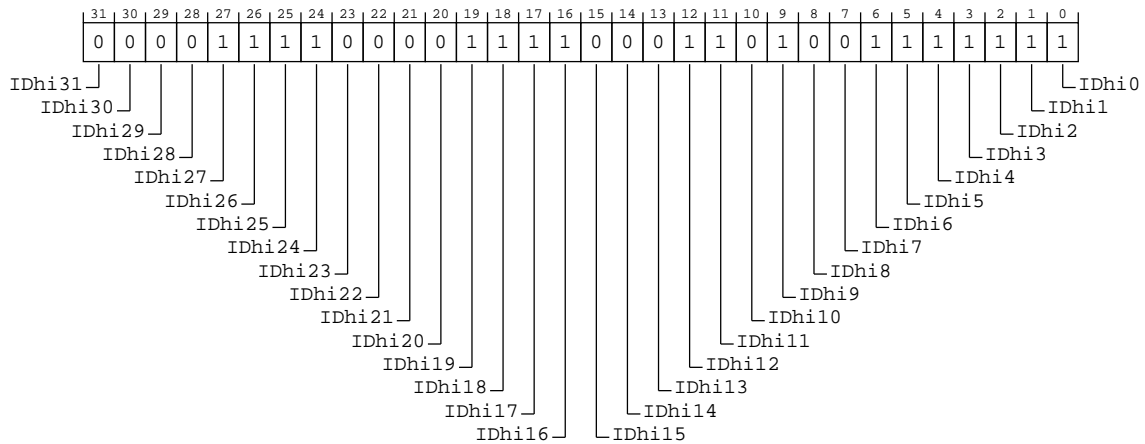 31 30 29 28 27 26 25 24 23 22 21 20 19 18 17 16 15 14 13 12 11 10 9 8 7 6 5 4 3 2 1 0
0 0 0 0 1 1 1 1 0 0 0 0 1 1 1 1 0 0 0 1 1 0 1 0 0 1 1 1 1 1 1 1
IDhi31 IDhi0
IDhi30 IDhi1
IDhi29 IDhi2
IDhi28 IDhi3
IDhi27 IDhi4
IDhi26 IDhi5
IDhi25 IDhi6
IDhi24 IDhi7
IDhi23 IDhi8
IDhi22 IDhi9
IDhi21 IDhi10
IDhi20 IDhi11
IDhi19 IDhi12
IDhi18 IDhi13
IDhi17 IDhi14
IDhi16 IDhi15